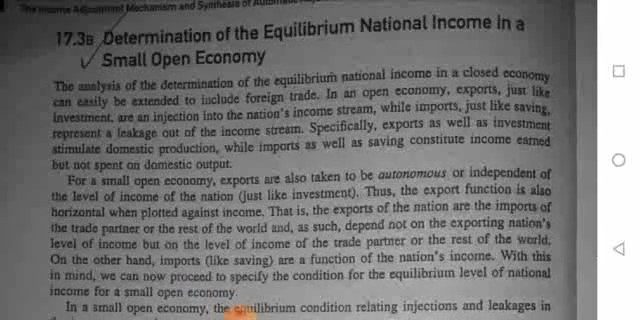 The Income Adjustment Mechanism and Synthesis of
17.3B Determination of the Equilibrium National Income in a
Small Open Economy
The analysis of the determination of the equilibrium national income in a closed economy
can easily be extended to include foreign trade. In an open economy, exports, just like
investment, are an injection into the nation's income stream, while imports, just like saving,
represent a leakage out of the income stream. Specifically, exports as well as investment
stimulate domestic production, while imports as well as saving constitute income earned
but not spent on domestic output.
For a small open economy, exports are also taken to be autonomous or independent of
the level of income of the nation (just like investment). Thus, the export function is also
horizontal when plotted against income. That is, the exports of the nation are the imports of
the trade partner or the rest of the world and, as such, depend not on the exporting nation's
level of income but on the level of income of the trade partner or the rest of the world.
On the other hand, imports (like saving) are a function of the nation's income. With this
in mind, we can now proceed to specify the condition for the equilibrium level of national
income for a small open economy.
In a small open economy, the equilibrium condition relating injections and leakages in